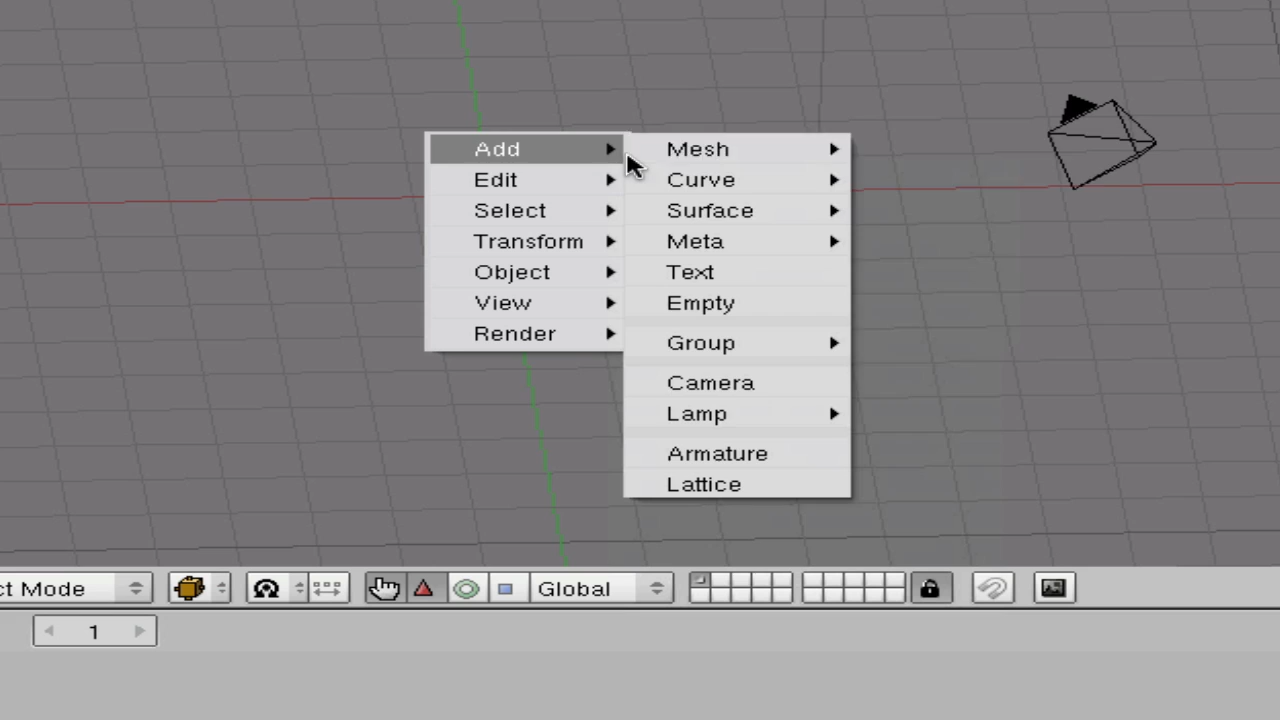 Add
Edit
Select
Transform
Object
View
Render
Mesh
Curve
Surface
Meta
Text
Empty
Group
Camera
Lamp
Armature
Lattice
ct Mode
Global
1